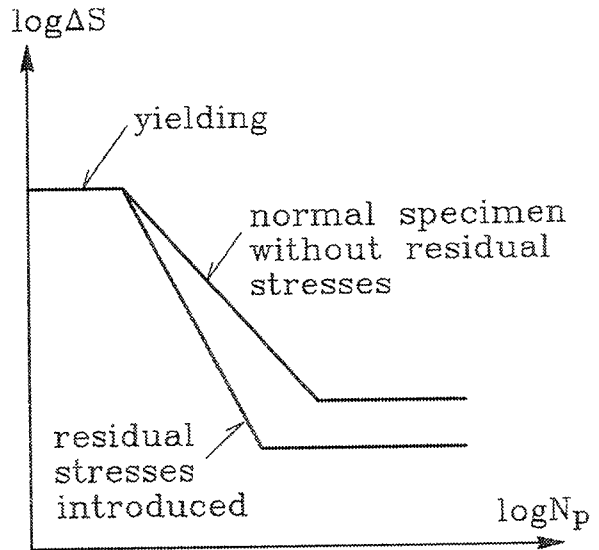 logΔS
yielding
normal specimen
without residual
stresses
residual
stresses
introduced
logNp